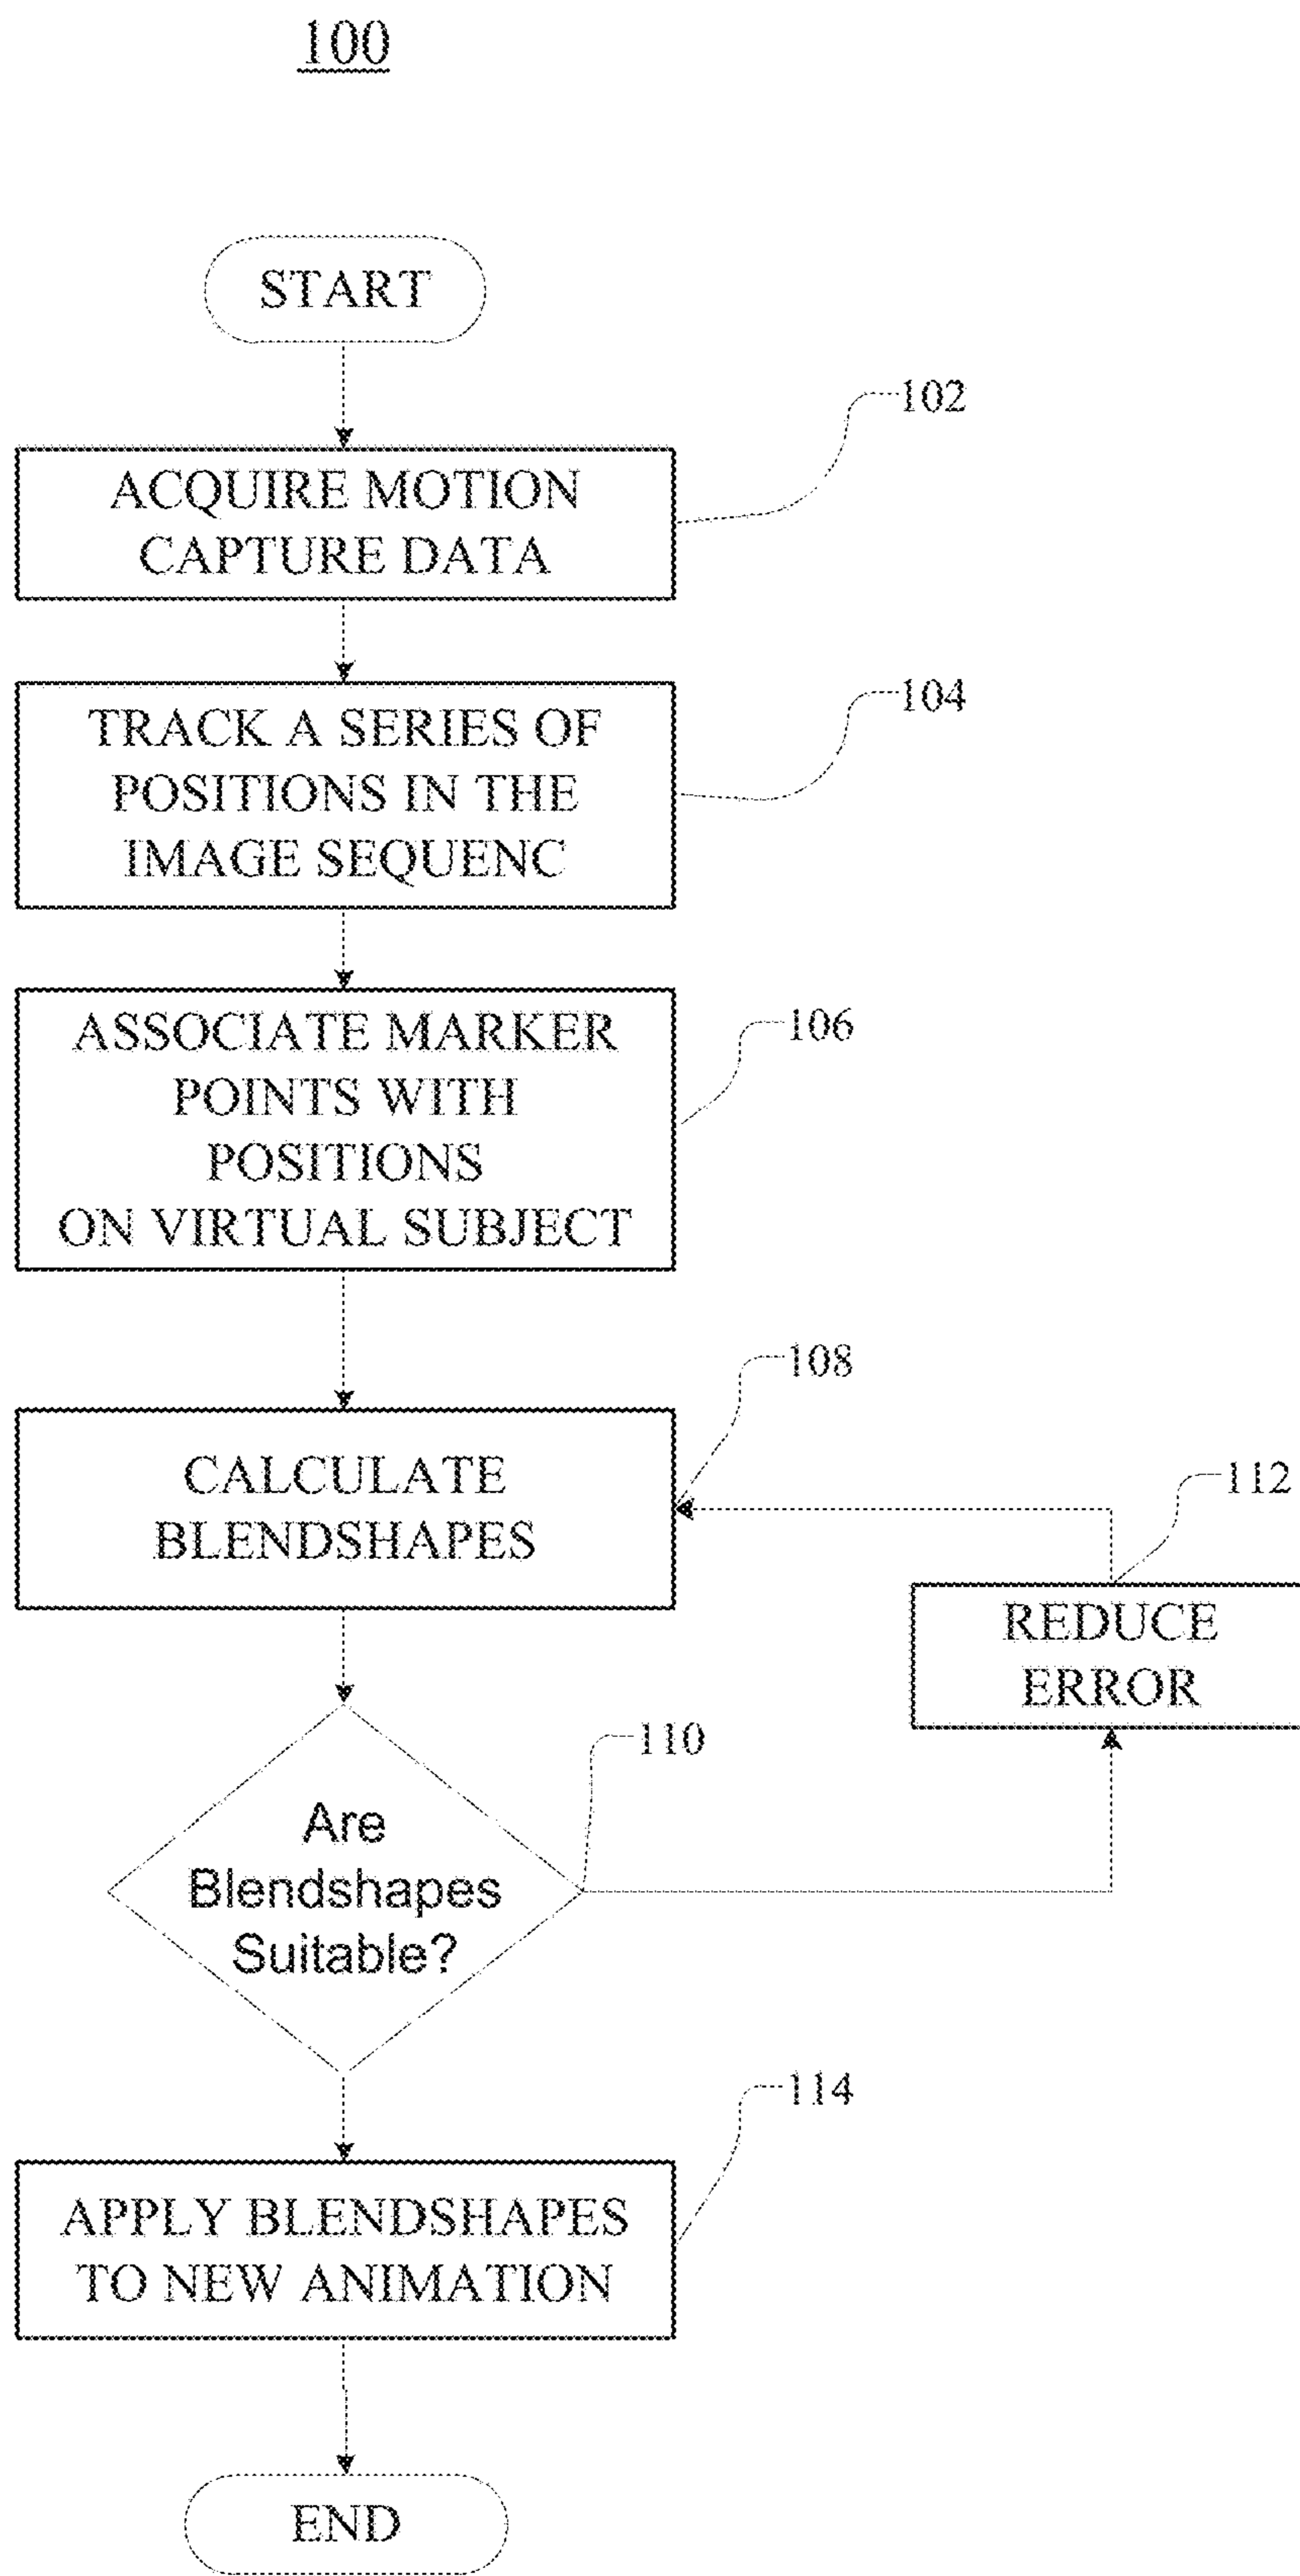 100
START
102
ACQUIRE MOTION
CAPTURE DATA
104
TRACK A SERIES OF
POSITIONS IN THE
IMAGE SEQUENC
106
ASSOCIATE MARKER
POINTS WITH
POSITIONS
ON VIRTUAL SUBJECT
108
CALCULATE
BLENDSHAPES
112
REDUCE
ERROR
110
Are
Blendshapes
Suitable?
114
APPLY BLENDSHAPES
TO NEW ANIMATION
END